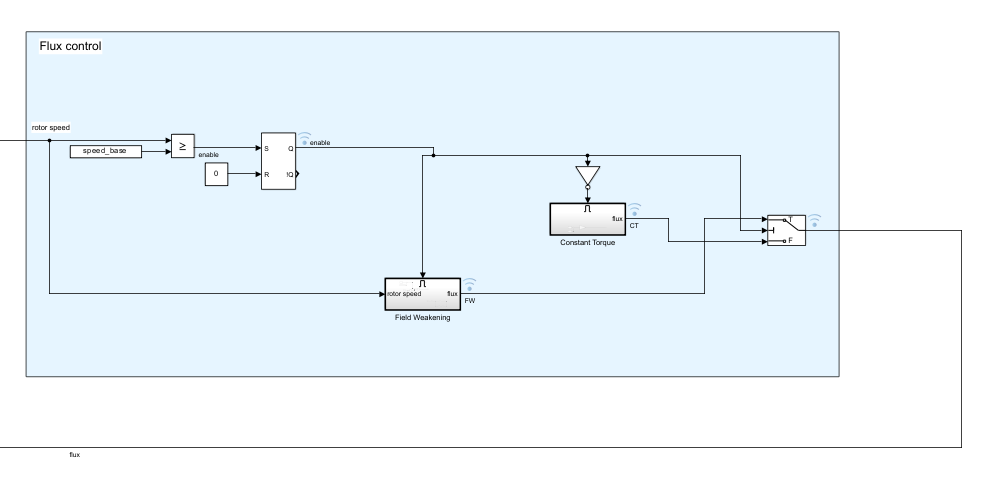 Flux control
rotor speed
speed_base
≥
enable
0
S Q
R !Q
enable
flux
CT
Constant Torque
T
F
rotor speed flux
FW
Field Weakening
flux